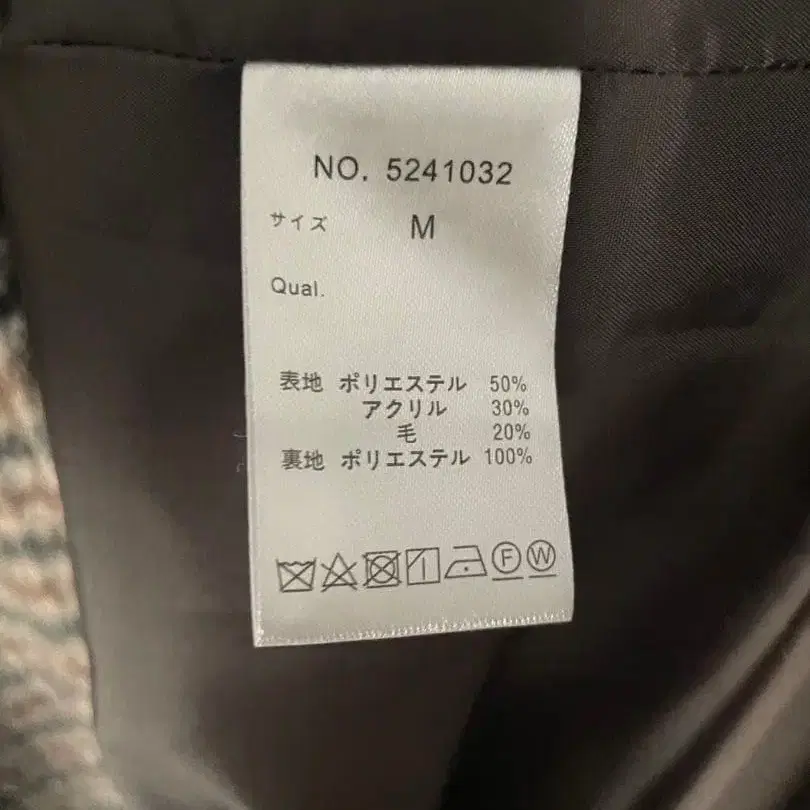 NO. 5241032
サイズ M
Qual.
表地 ポリエステル 50%
アクリル 30%
毛 20%
裏地 ポリエステル 100%
F W